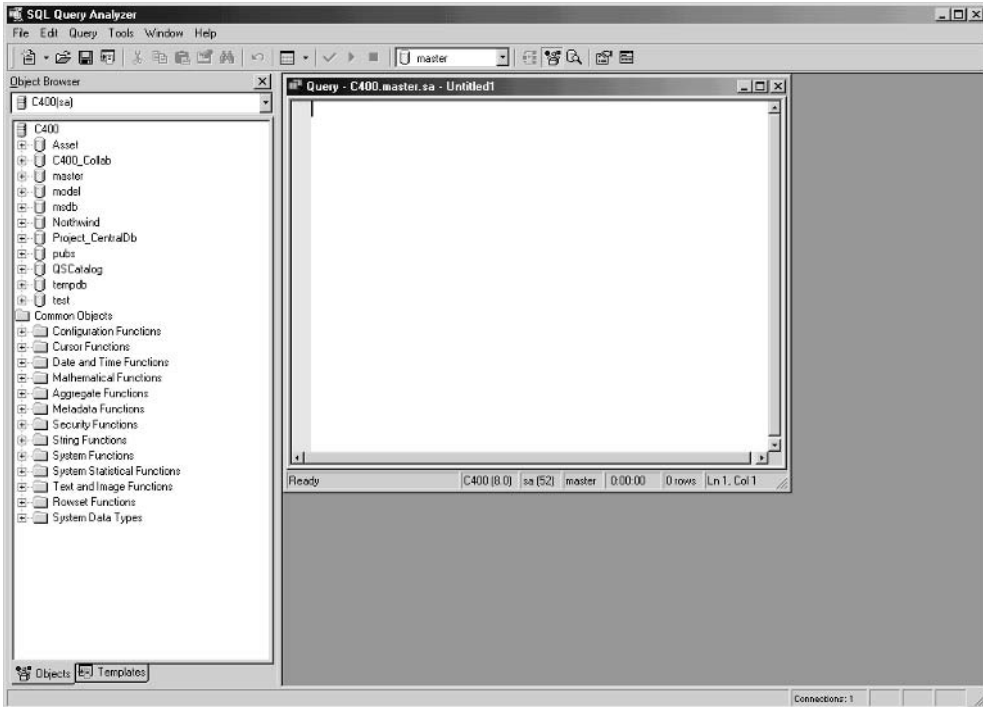 SQL Query Analyzer
File Edit Query Tools Window Help
master
Object Browser
C400(sa)
C400
Asset
C400_Collab
master
model
msdb
Northwind
Project_CentralDb
pubs
QSCatalog
tempdb
test
Common Objects
Configuration Functions
Cursor Functions
Date and Time Functions
Mathematical Functions
Aggregate Functions
Metadata Functions
Security Functions
String Functions
System Functions
System Statistical Functions
Text and Image Functions
Rowset Functions
System Data Types
Objects Templates
Query - C400.master.sa - Untitled1
Ready C400 (8.0) sa (52) master 0:00:00 0 rows Ln 1, Col 1
Connections: 1